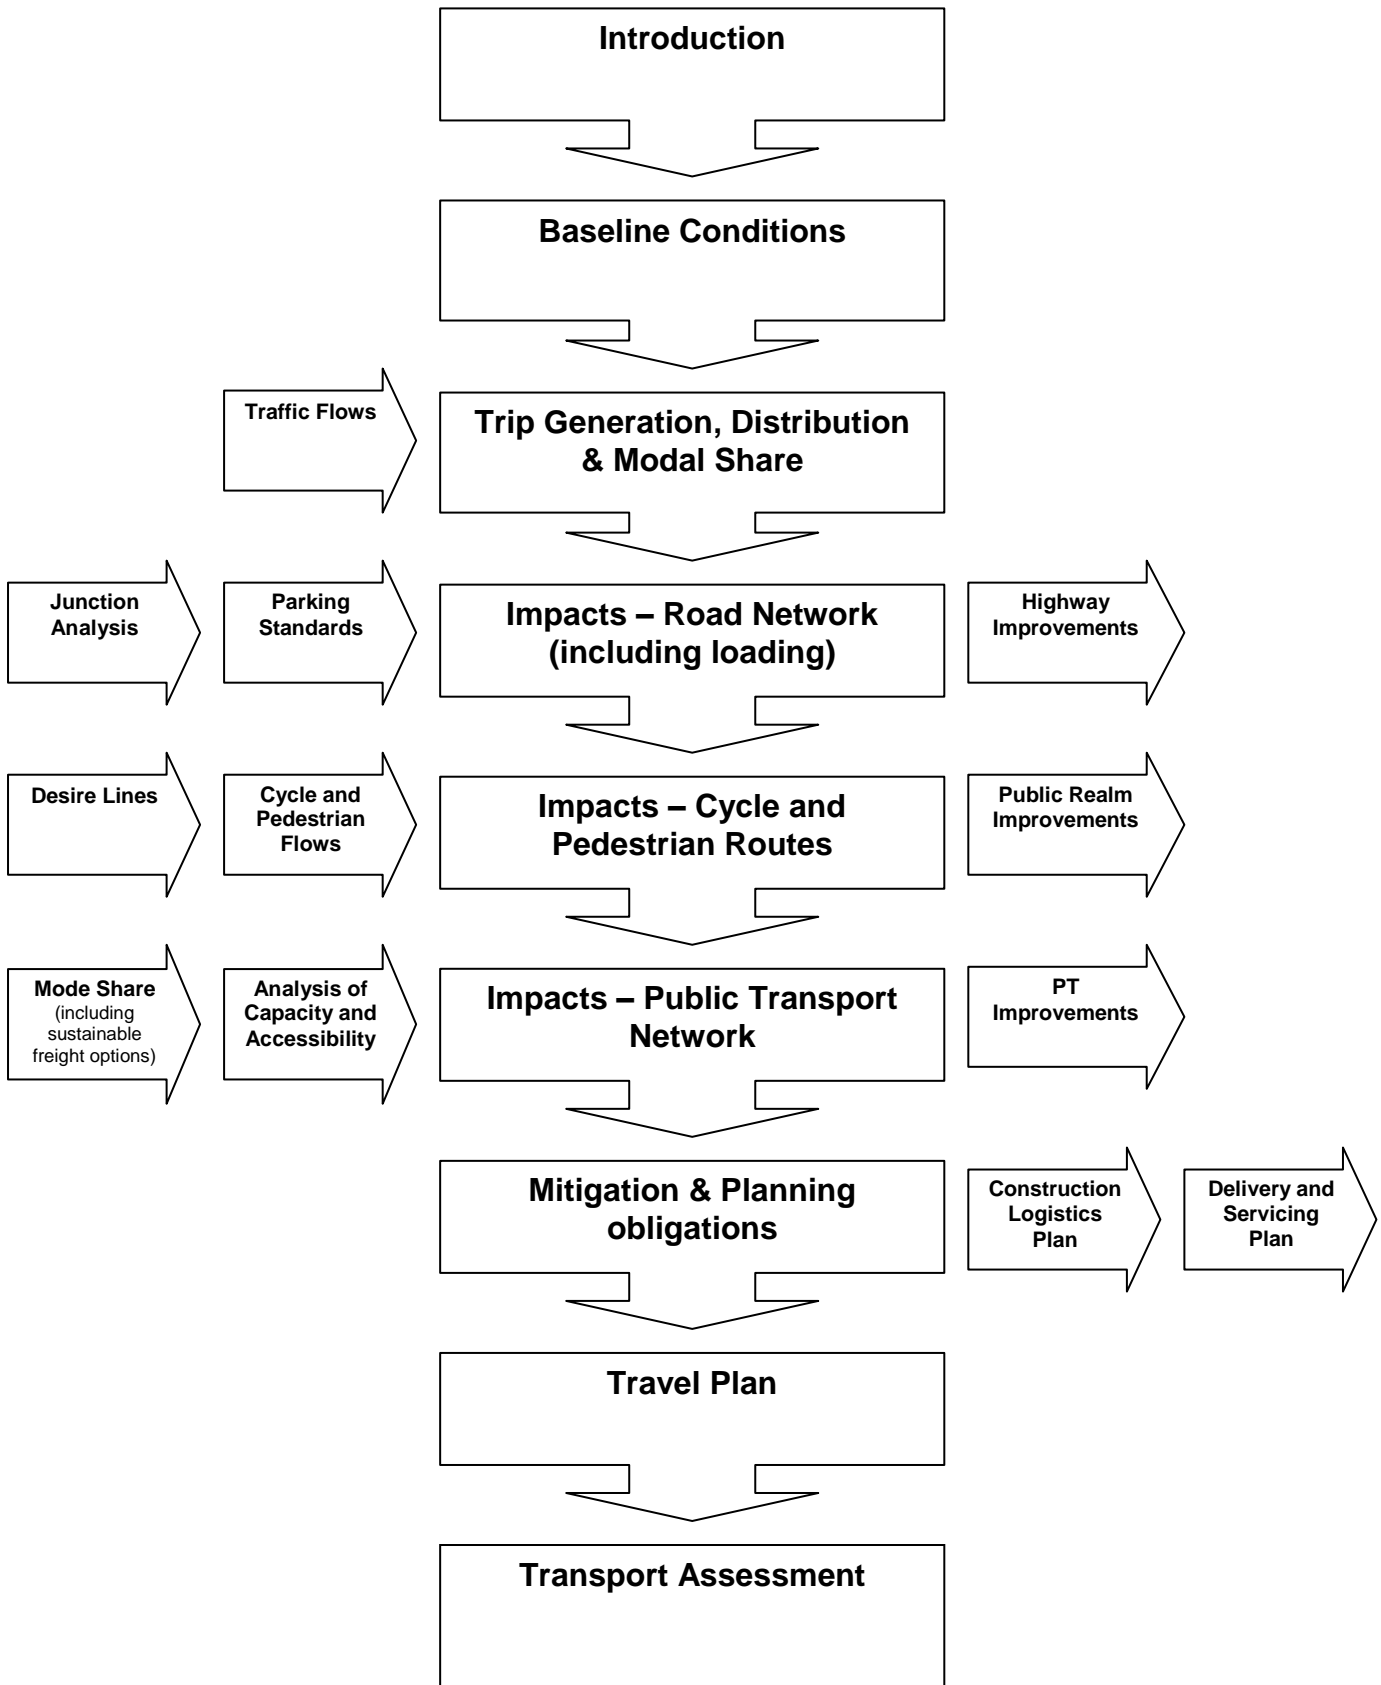 Introduction
Baseline Conditions
Traffic Flows
Trip Generation, Distribution
& Modal Share
Junction
Analysis
Parking
Standards
Impacts – Road Network
(including loading)
Highway
Improvements
Desire Lines
Cycle and
Pedestrian
Flows
Impacts – Cycle and
Pedestrian Routes
Public Realm
Improvements
Mode Share
(including
sustainable
freight options)
Analysis of
Capacity and
Accessibility
Impacts – Public Transport
Network
PT
Improvements
Mitigation & Planning
obligations
Construction
Logistics
Plan
Delivery and
Servicing
Plan
Travel Plan
Transport Assessment